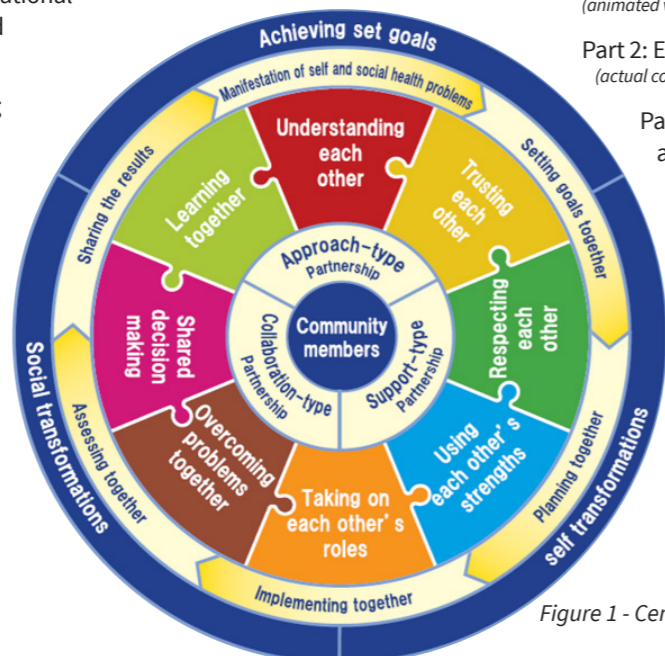 (animated
Part 2: E
(actual co
Pa
a
Achieving set goals
Manifestation of self and social health problems
Setting goals together
Planning together
Implementing together
Assessing together
Sharing the results
Social transformations
self transformations
Understanding
each
other
Trusting
each
other
Respecting
each
other
Using
each other's
strengths
Taking on
each other's
roles
Overcoming
problems
together
Shared
decision
making
Learning
together
Approach-type
Partnership
Support-type
Partnership
Collaboration-type
Partnership
Community
members
Figure 1 - Cer